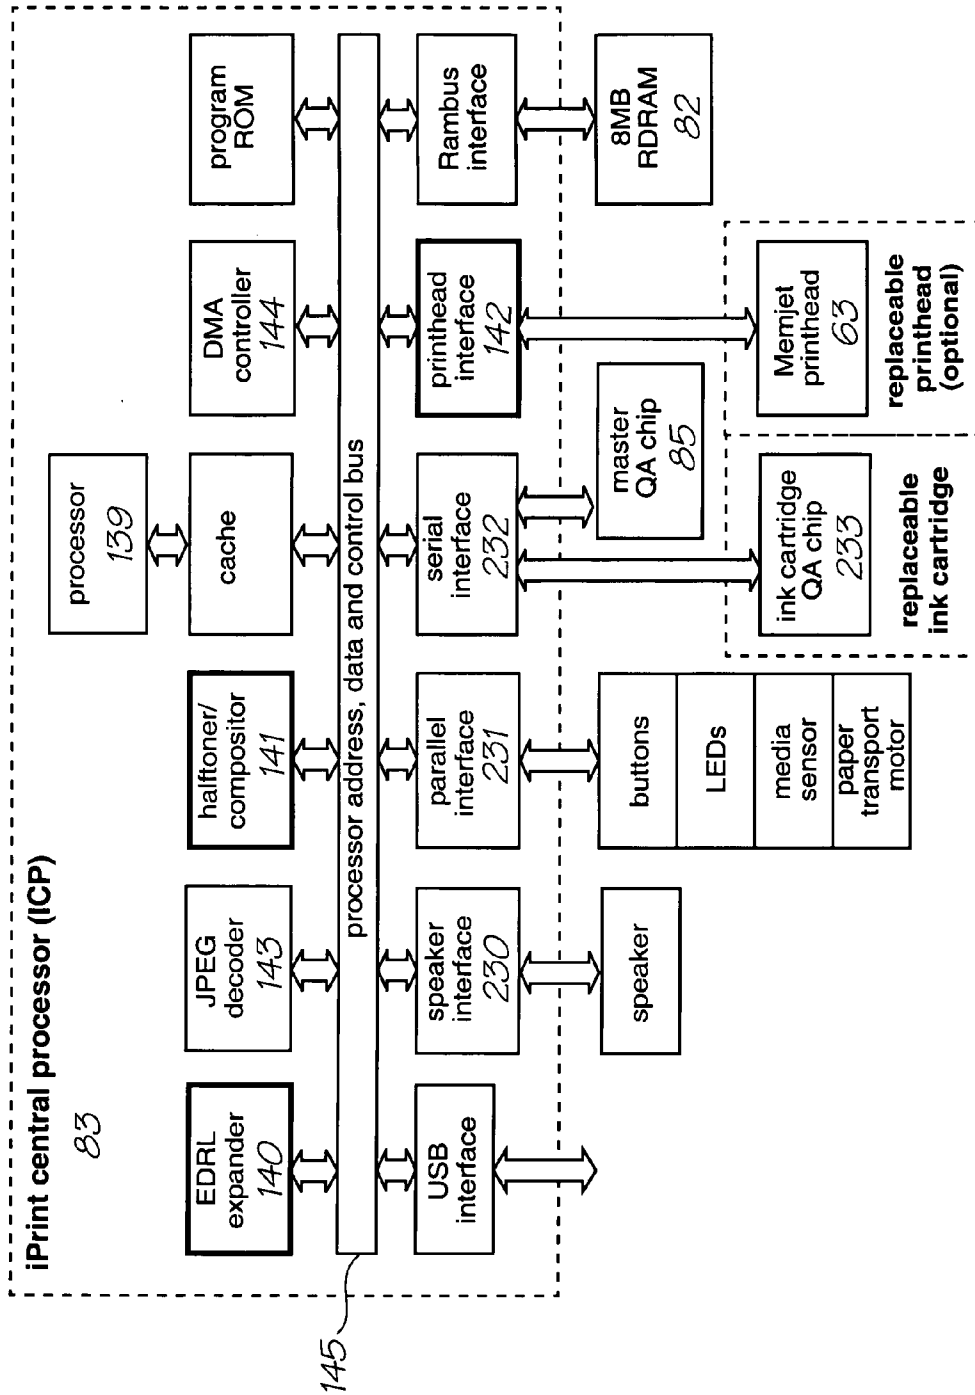 iPrint central processor (ICP)
83
processor
139
EDRL
expander
140
JPEG
decoder
143
halftoner/
compositor
141
cache
DMA
controller
144
program
ROM
145
processor address, data and control bus
USB
interface
speaker
interface
230
parallel
interface
231
serial
interface
232
printhead
interface
142
Rambus
interface
speaker
buttons
LEDs
media
sensor
paper
transport
motor
master
QA chip
85
8MB
RDRAM
82
ink cartridge
QA chip
233
replaceable
ink cartridge
Memjet
printhead
63
replaceable
printhead
(optional)